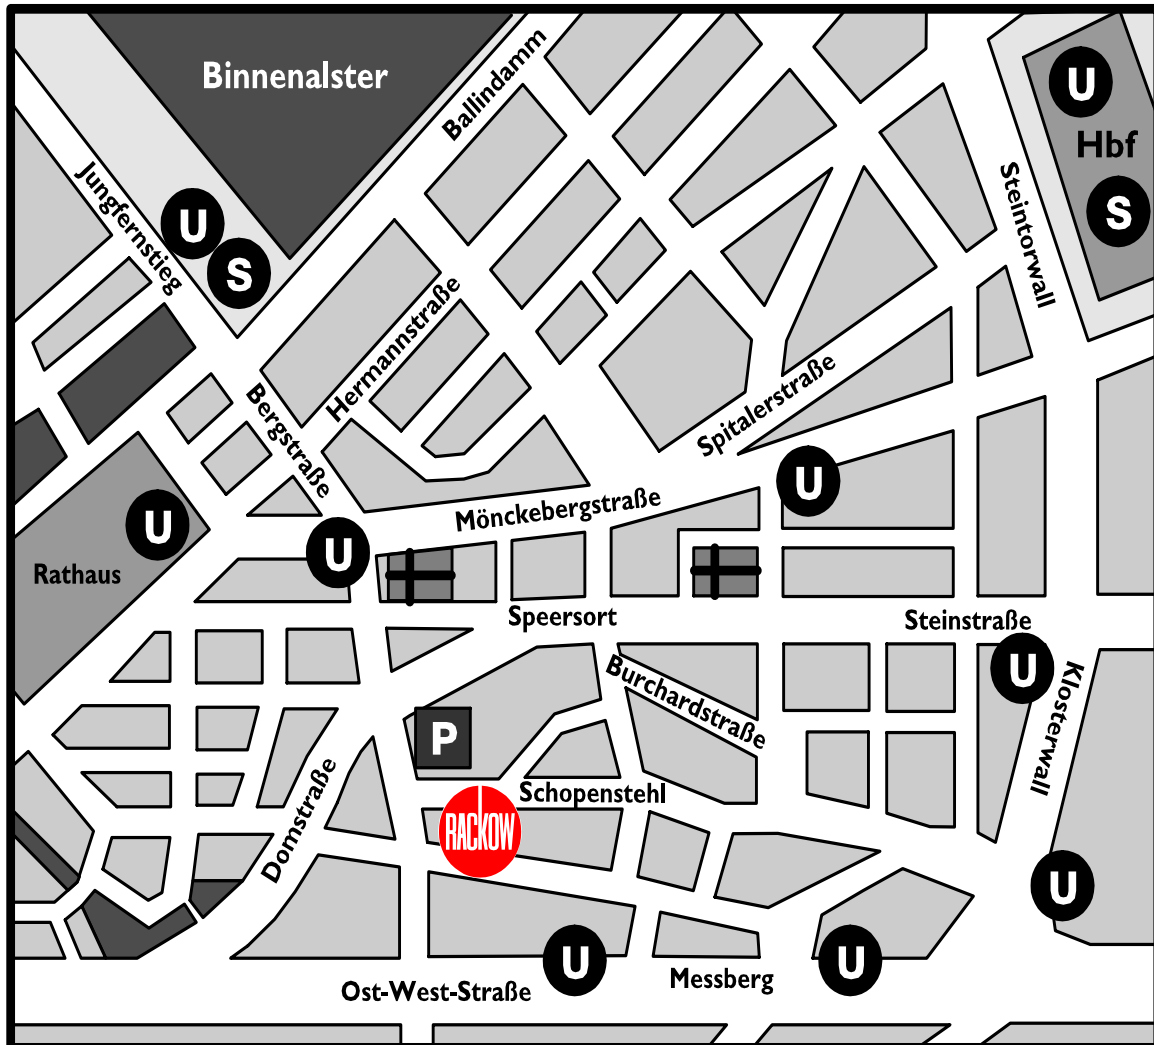 Binnenalster
Ballindamm
U
Hbf
S
Jungfernstieg
U
S
Steintorwall
Hermannstraße
Bergstraße
Spitalerstraße
U
Mönckebergstraße
U
U
Rathaus
Speersort
Steinstraße
U
Burchardstraße
Klosterwall
P
Schopenstehl
RACKOW
Domstraße
U
U
U
Messberg
Ost-West-Straße